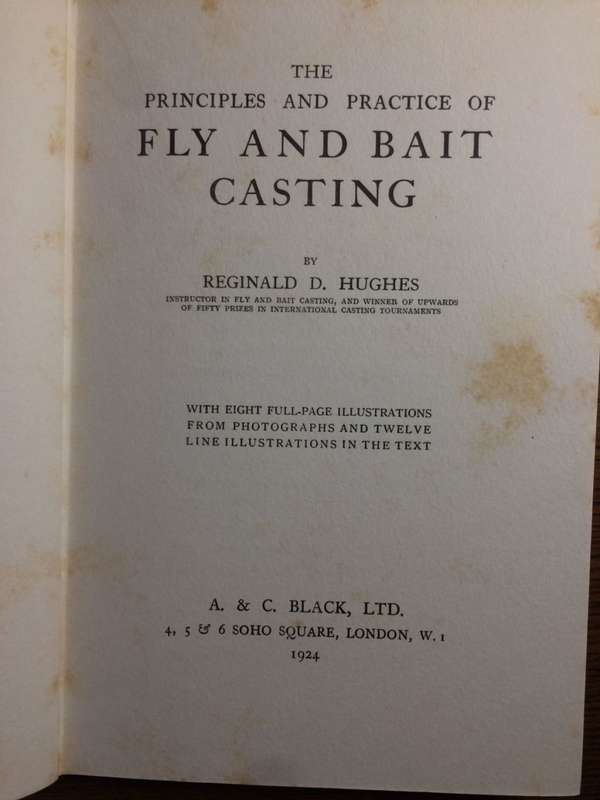 THE
PRINCIPLES AND PRACTICE OF
FLY AND BAIT
CASTING
BY
REGINALD D. HUGHES
INSTRUCTOR IN FLY AND BAIT CASTING, AND WINNER OF UPWARDS
OF FIFTY PRIZES IN INTERNATIONAL CASTING TOURNAMENTS
WITH EIGHT FULL-PAGE ILLUSTRATIONS
FROM PHOTOGRAPHS AND TWELVE
LINE ILLUSTRATIONS IN THE TEXT
A. & C. BLACK, LTD.
4, 5 & 6 SOHO SQUARE, LONDON, W. 1
1924